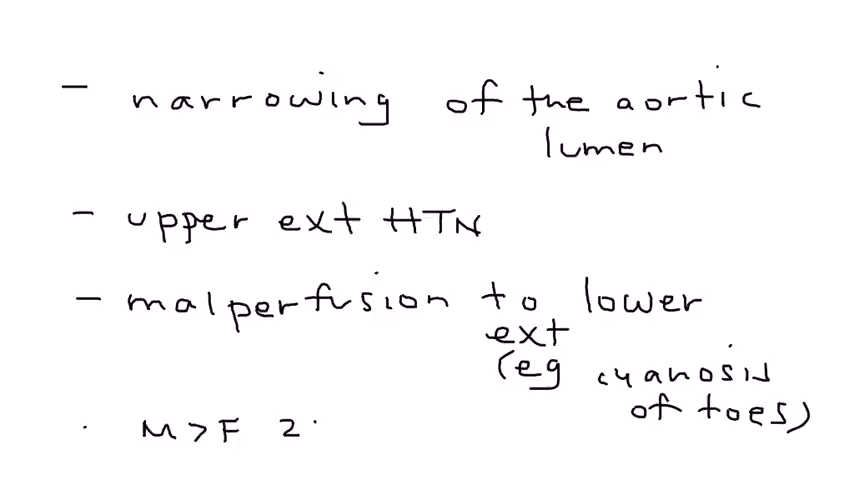 - narrowing of the aortic
lumen
- upper ext HTN
- malperfusion to lower
ext
(eg cyanosis
of toes)
· M>F 2: